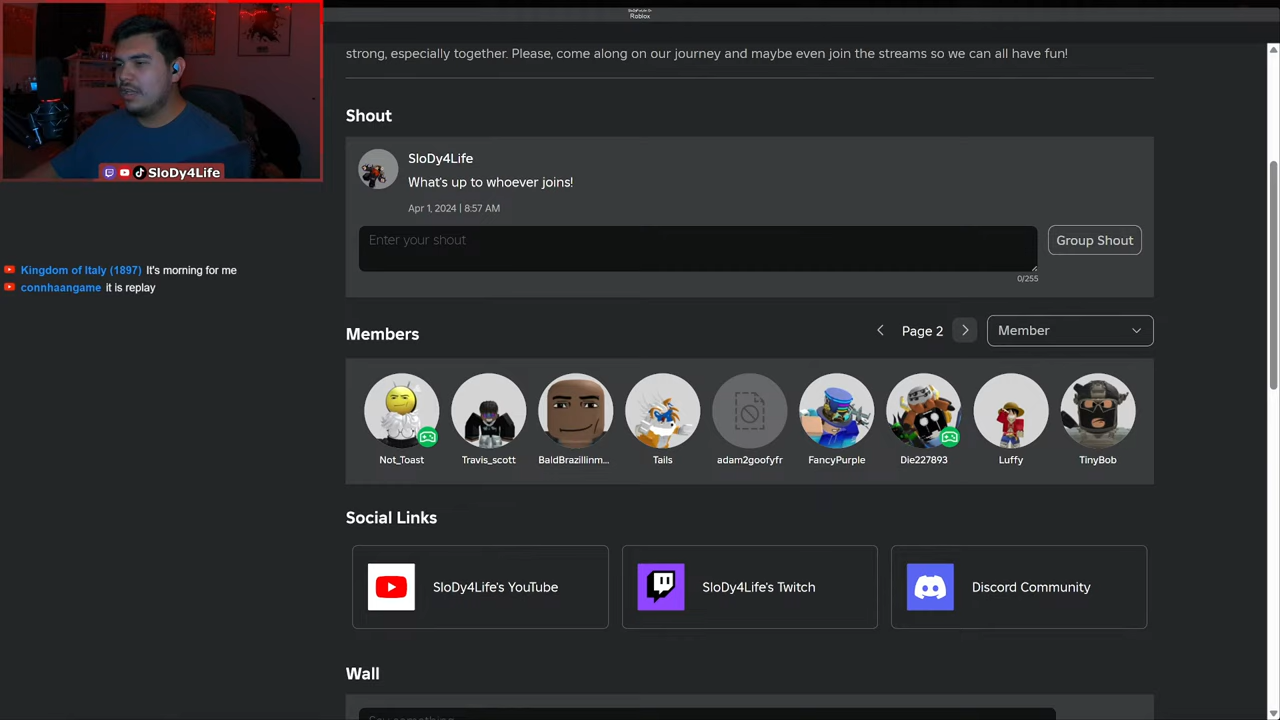 Roblox
strong, especially together. Please, come along on our journey and maybe even join the streams so we can all have fun!
SloDy4Life
Shout
SloDy4Life
What's up to whoever joins!
Apr 1, 2024 | 8:57 AM
Enter your shout
Group Shout
0/255
Kingdom of Italy (1897) It's morning for me
connhaangame it is replay
Members
Page 2
Member
Not_Toast
Travis_scott
BaldBrazillinm...
Tails
adam2goofyfr
FancyPurple
Die227893
Luffy
TinyBob
Social Links
SloDy4Life's YouTube
SloDy4Life's Twitch
Discord Community
Wall